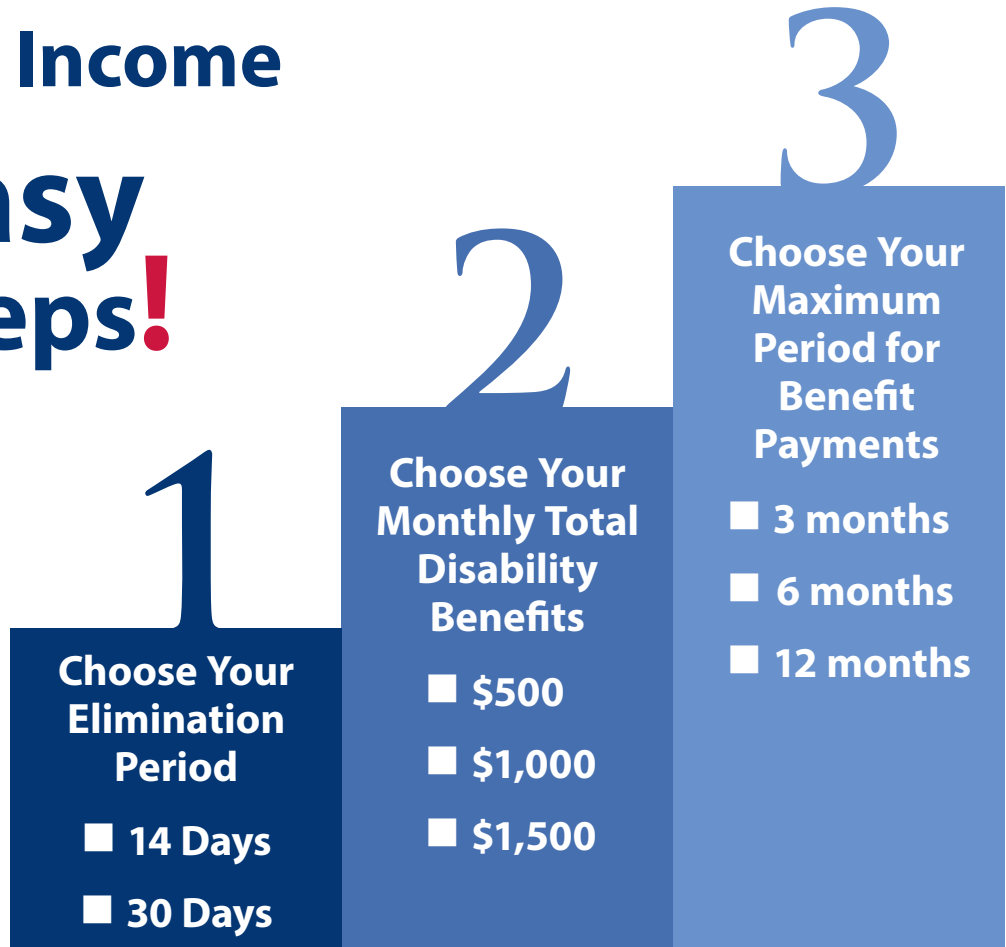 Income
asy
eps!
1
Choose Your
Elimination
Period
14 Days
30 Days
2
Choose Your
Monthly Total
Disability
Benefits
$500
$1,000
$1,500
3
Choose Your
Maximum
Period for
Benefit
Payments
3 months
6 months
12 months